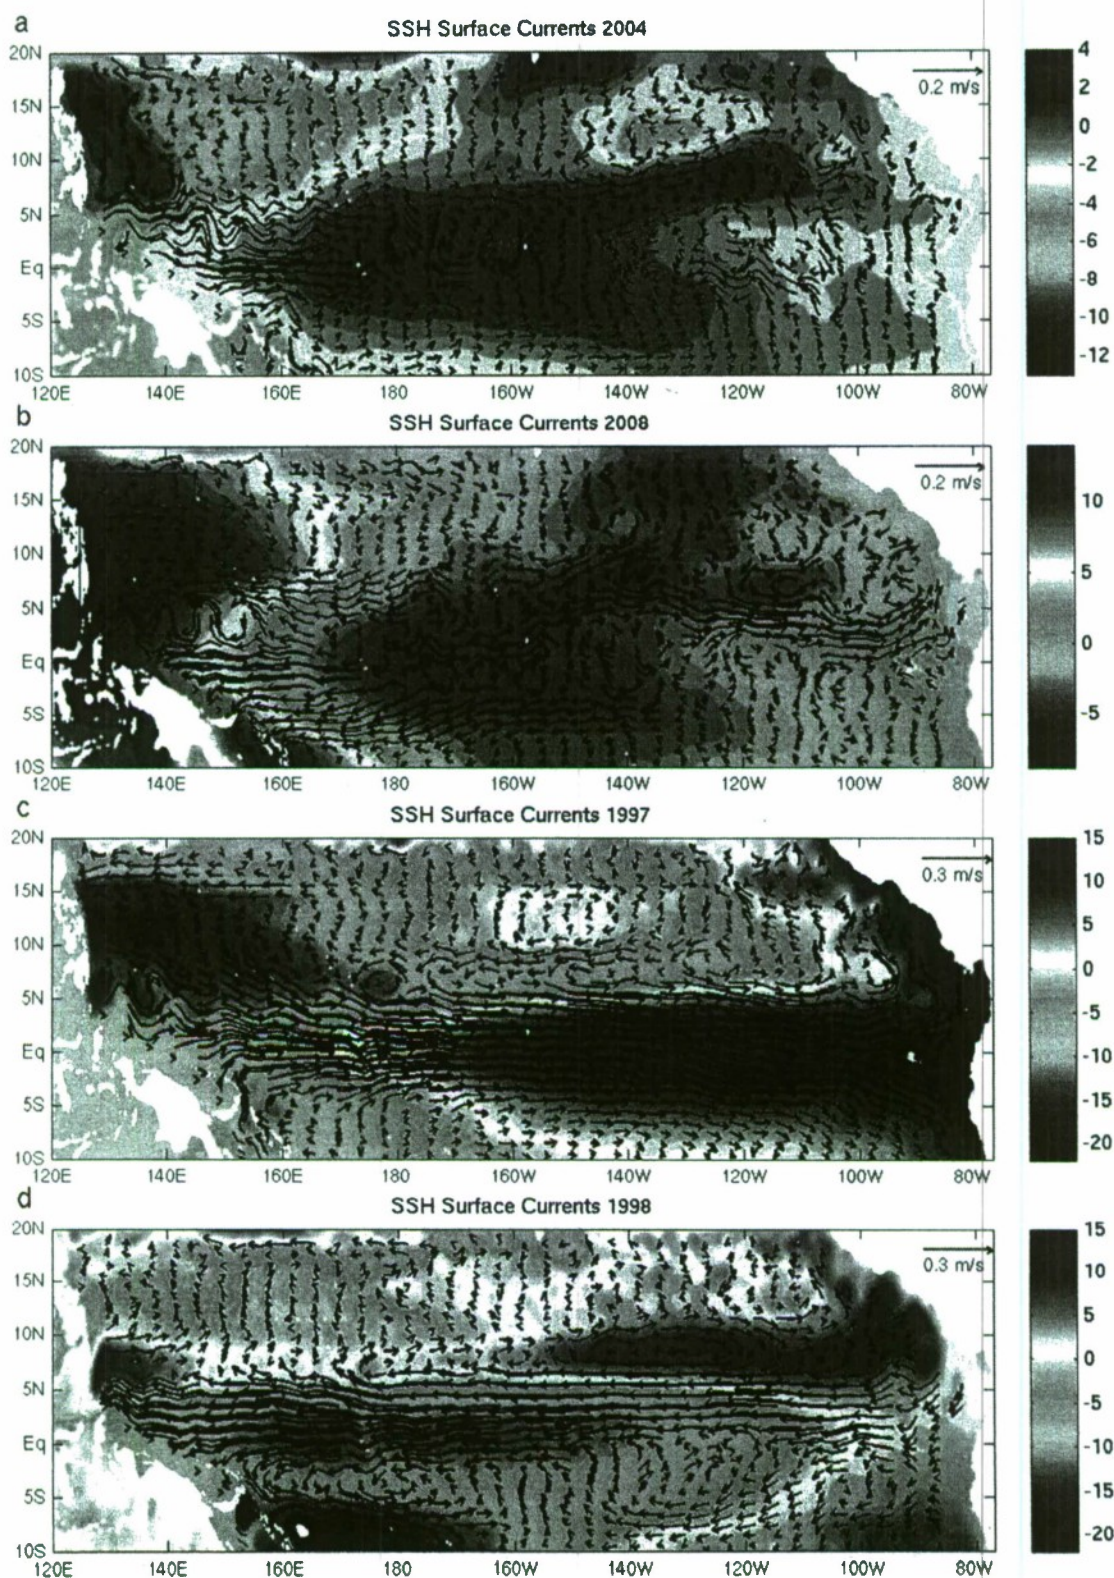 a
SSH Surface Currents 2004
20N
15N
10N
5N
Eq
5S
10S
0.2 m/s
4
2
0
-2
-4
-6
-8
-10
-12
120E 140E 160E 180 160W 140W 120W 100W 80W
b
SSH Surface Currents 2008
20N
15N
10N
5N
Eq
5S
10S
0.2 m/s
10
5
0
-5
120E 140E 160E 180 160W 140W 120W 100W 80W
c
SSH Surface Currents 1997
20N
15N
10N
5N
Eq
5S
10S
0.3 m/s
15
10
5
0
-5
-10
-15
-20
120E 140E 160E 180 160W 140W 120W 100W 80W
d
SSH Surface Currents 1998
20N
15N
10N
5N
Eq
5S
10S
0.3 m/s
15
10
5
0
-5
-10
-15
-20
120E 140E 160E 180 160W 140W 120W 100W 80W